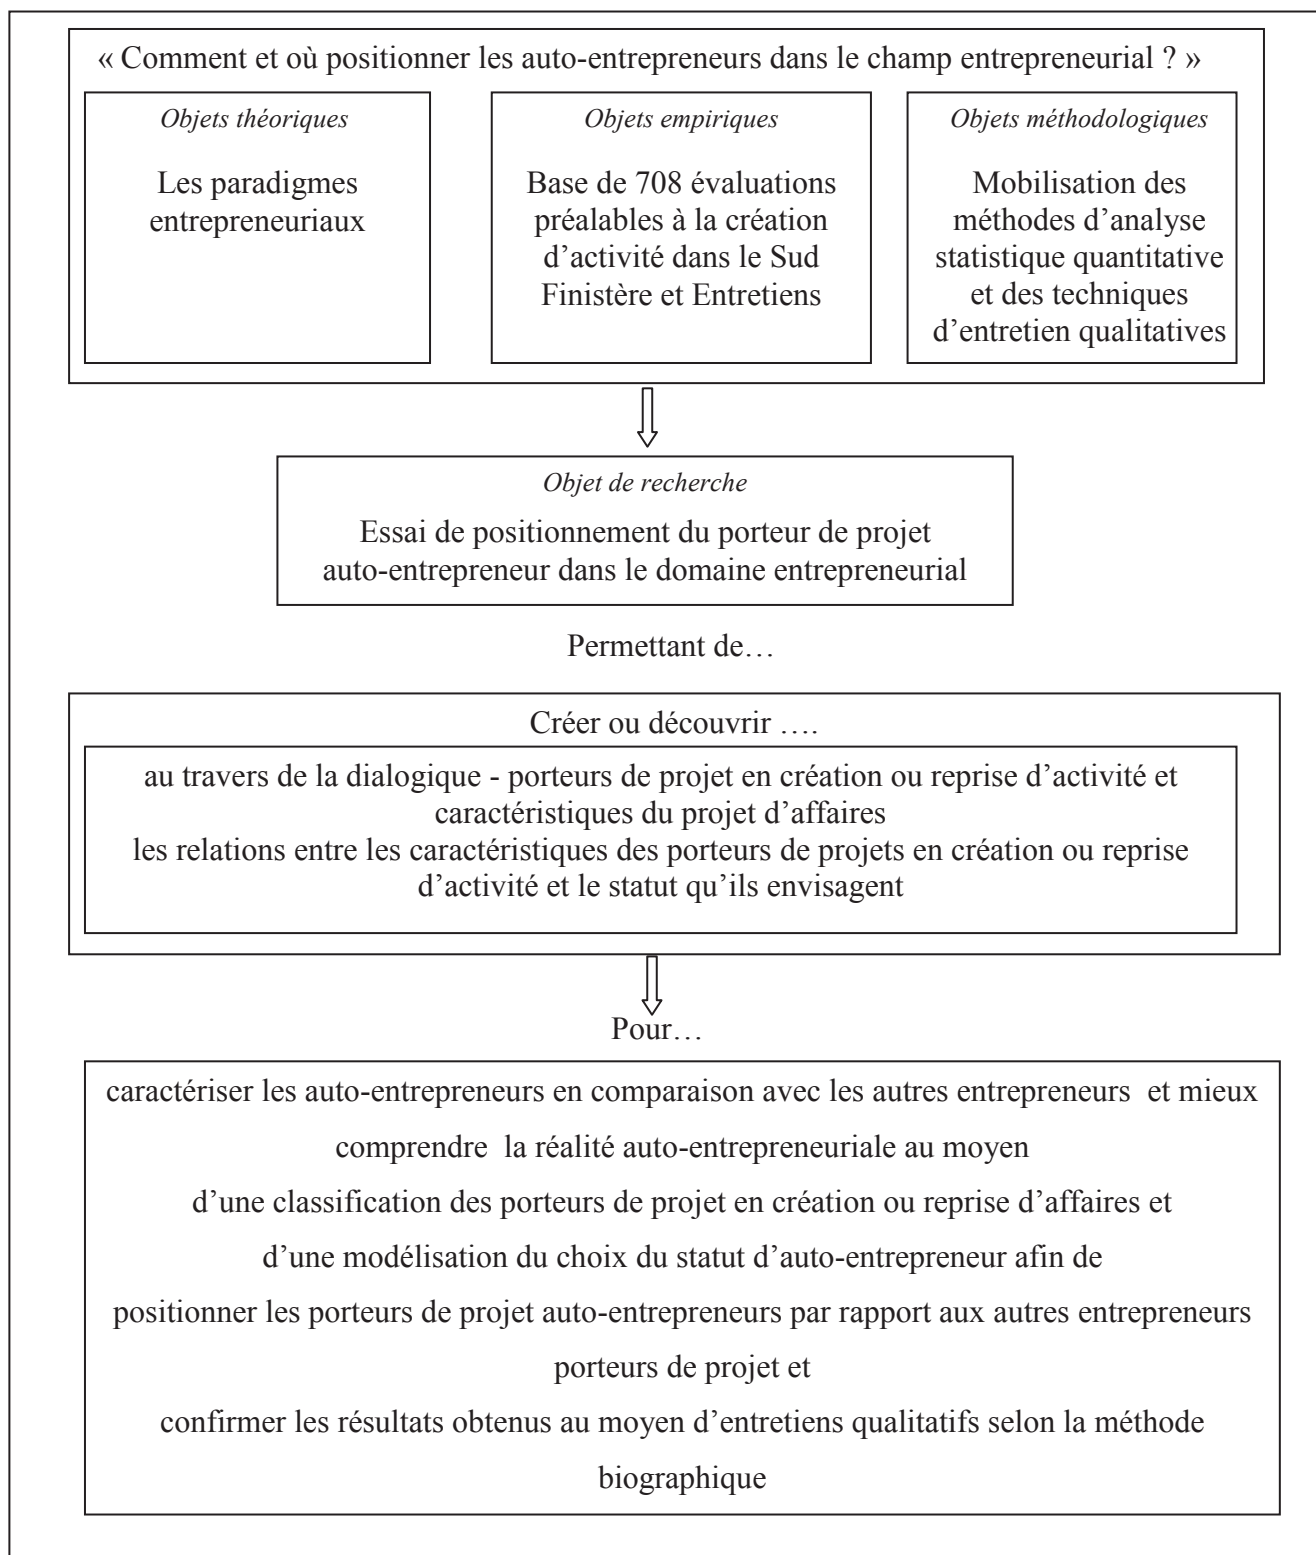 « Comment et où positionner les auto-entrepreneurs dans le champ entrepreneurial ? »
Objets théoriques
Les paradigmes
entrepreneuriaux
Objets empiriques
Base de 708 évaluations
préalables à la création
d’activité dans le Sud
Finistère et Entretiens
Objets méthodologiques
Mobilisation des
méthodes d’analyse
statistique quantitative
et des techniques
d’entretien qualitatives
Objet de recherche
Essai de positionnement du porteur de projet
auto-entrepreneur dans le domaine entrepreneurial
Permettant de…
Créer ou découvrir ….
au travers de la dialogique - porteurs de projet en création ou reprise d’activité et
caractéristiques du projet d’affaires
les relations entre les caractéristiques des porteurs de projets en création ou reprise
d’activité et le statut qu’ils envisagent
Pour…
caractériser les auto-entrepreneurs en comparaison avec les autres entrepreneurs et mieux
comprendre la réalité auto-entrepreneuriale au moyen
d’une classification des porteurs de projet en création ou reprise d’affaires et
d’une modélisation du choix du statut d’auto-entrepreneur afin de
positionner les porteurs de projet auto-entrepreneurs par rapport aux autres entrepreneurs
porteurs de projet et
confirmer les résultats obtenus au moyen d’entretiens qualitatifs selon la méthode
biographique